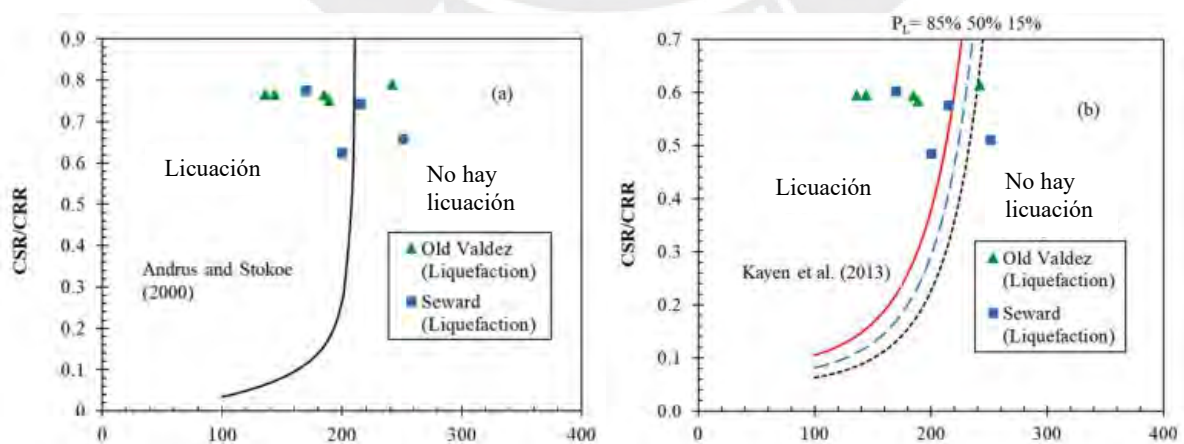 0.9
0.8
0.7
0.6
0.5
0.4
0.3
0.2
0.1
0
CSR/CRR
0
100
200
300
400
(a)
Licuación
No hay
licuación
Andrus and Stokoe
(2000)
Old Valdez
(Liquefaction)
Seward
(Liquefaction)
P_L= 85% 50% 15%
0.7
0.6
0.5
0.4
0.3
0.2
0.1
0.0
CSR/CRR
0
100
200
300
400
(b)
Licuación
No hay
licuación
Kayen et al. (2013)
Old Valdez
(Liquefaction)
Seward
(Liquefaction)